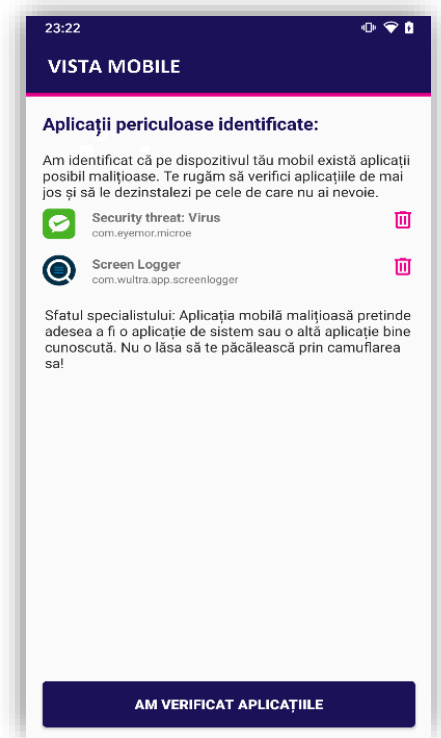 23:22
VISTA MOBILE
Aplicații periculoase identificate:
Am identificat că pe dispozitivul tău mobil există aplicații
posibil malițioase. Te rugăm să verifici aplicațiile de mai
jos și să le dezinstalezi pe cele de care nu ai nevoie.
Security threat: Virus
com.eyemor.microe
Screen Logger
com.wultra.app.screenlogger
Sfatul specialistului: Aplicația mobilă malițioasă pretinde
adesea a fi o aplicație de sistem sau o altă aplicație bine
cunoscută. Nu o lăsa să te păcălească prin camuflarea
sa!
AM VERIFICAT APLICAȚIILE